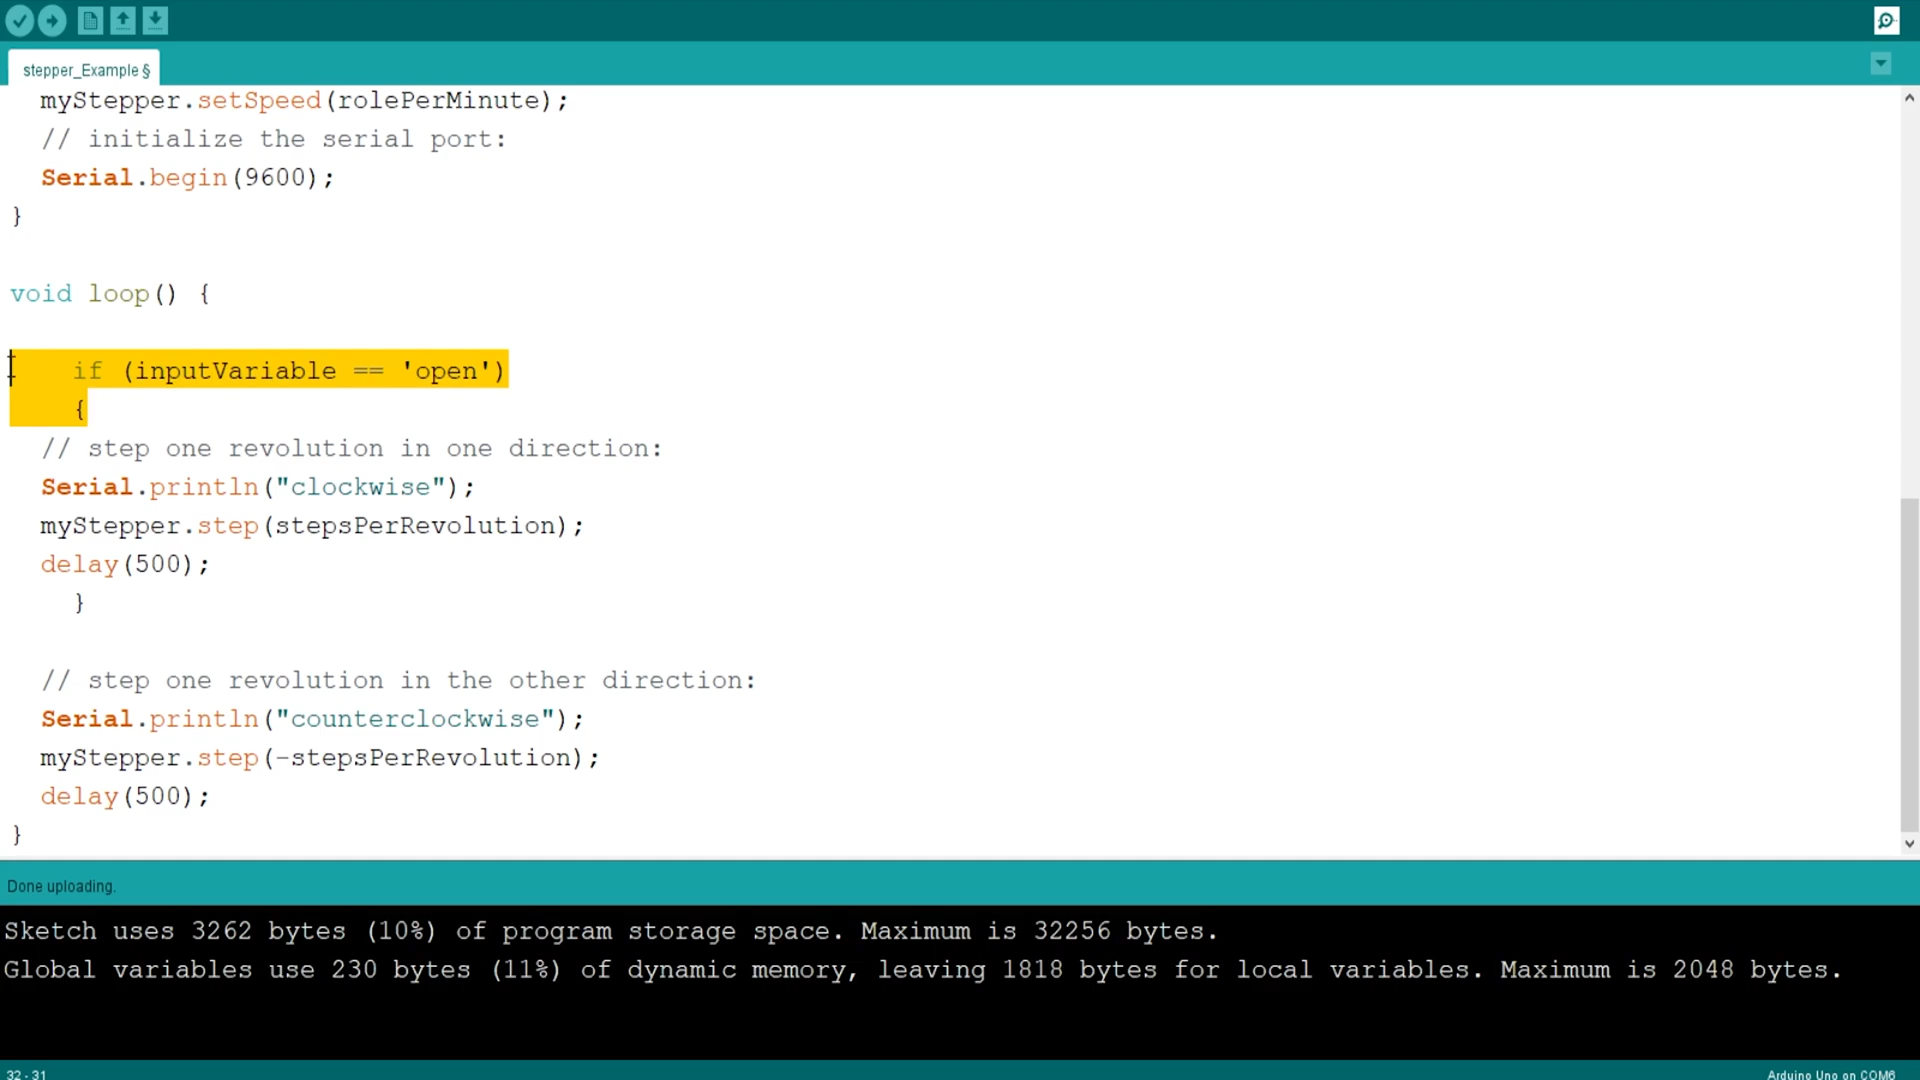 stepper_Example §
myStepper.setSpeed(rolePerMinute);
// initialize the serial port:
Serial.begin(9600);
}
void loop() {
if (inputVariable == 'open')
{
// step one revolution in one direction:
Serial.println("clockwise");
myStepper.step(stepsPerRevolution);
delay(500);
}
// step one revolution in the other direction:
Serial.println("counterclockwise");
myStepper.step(-stepsPerRevolution);
delay(500);
}
Done uploading.
Sketch uses 3262 bytes (10%) of program storage space. Maximum is 32256 bytes.
Global variables use 230 bytes (11%) of dynamic memory, leaving 1818 bytes for local variables. Maximum is 2048 bytes.
32 - 31
Arduino Uno on COM6